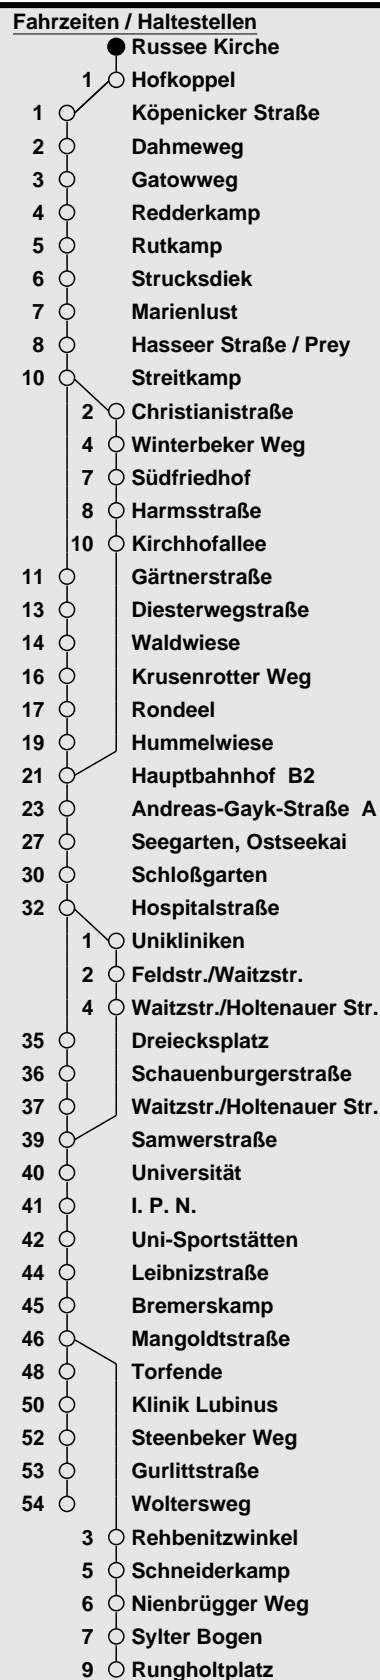 Fahrzeiten / Haltestellen
Russee Kirche
1 Hofkoppel
1 Köpenicker Straße
2 Dahmeweg
3 Gatowweg
4 Redderkamp
5 Rutkamp
6 Strucksdiek
7 Marienlust
8 Hasseer Straße / Prey
10 Streitkamp
2 Christianistraße
4 Winterbeker Weg
7 Südfriedhof
8 Harmsstraße
10 Kirchhofallee
11 Gärtnerstraße
13 Diesterwegstraße
14 Waldwiese
16 Krusenrotter Weg
17 Rondeel
19 Hummelwiese
21 Hauptbahnhof B2
23 Andreas-Gayk-Straße A
27 Seegarten, Ostseekai
30 Schloßgarten
32 Hospitalstraße
1 Unikliniken
2 Feldstr./Waitzstr.
4 Waitzstr./Holtenauer Str.
35 Dreiecksplatz
36 Schauenburgerstraße
37 Waitzstr./Holtenauer Str.
39 Samwerstraße
40 Universität
41 I. P. N.
42 Uni-Sportstätten
44 Leibnizstraße
45 Bremerskamp
46 Mangoldtstraße
48 Torfende
50 Klinik Lubinus
52 Steenbeker Weg
53 Gurlittstraße
54 Woltersweg
3 Rehbenitzwinkel
5 Schneiderkamp
6 Nienbrügger Weg
7 Sylter Bogen
9 Rungholtplatz